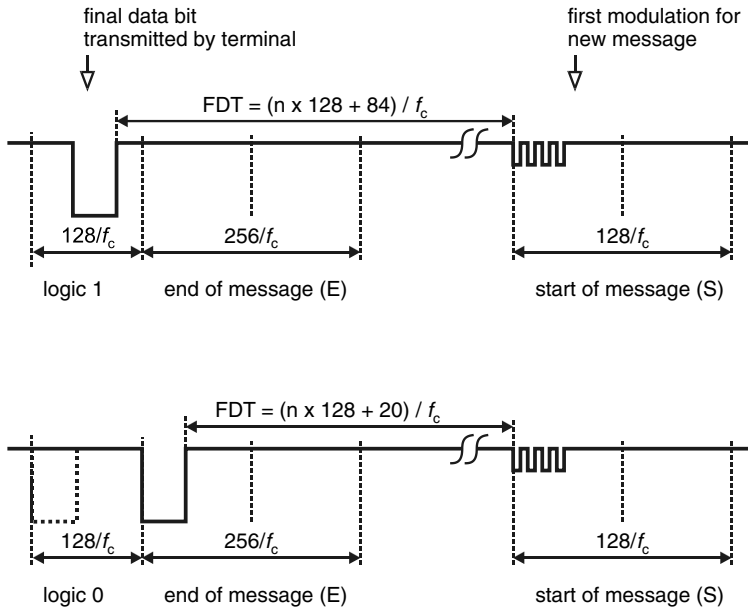 final data bit
transmitted by terminal
first modulation for
new message
FDT = (n x 128 + 84) / fc
128/fc
256/fc
128/fc
logic 1
end of message (E)
start of message (S)
FDT = (n x 128 + 20) / fc
128/fc
256/fc
128/fc
logic 0
end of message (E)
start of message (S)